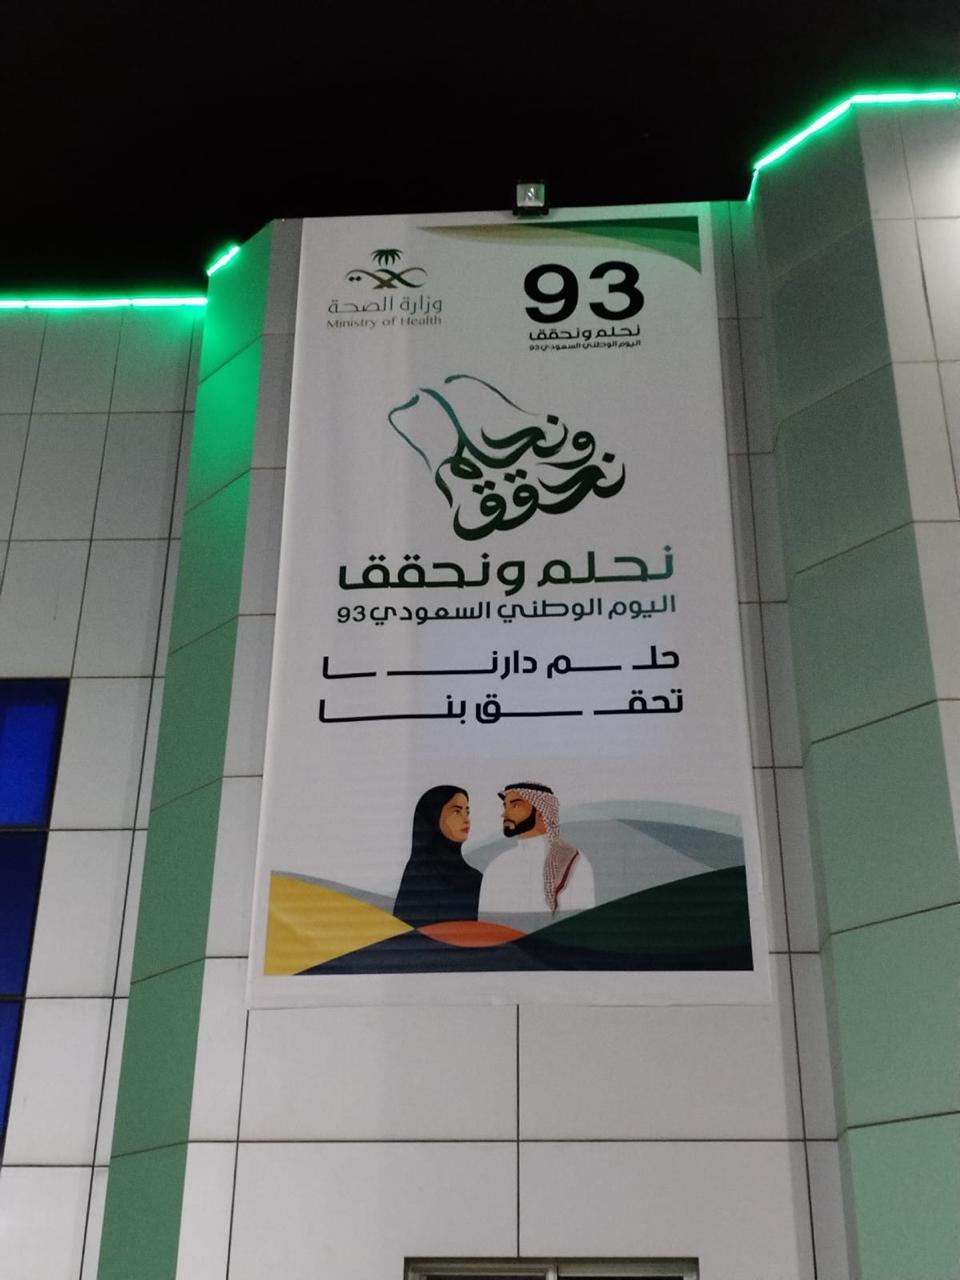 وزارة الصحة
Ministry of Health
93
نحلم ونحقق
اليوم الوطني السعودي 93
نحلم ونحقق
نحلم ونحقق
اليوم الوطني السعودي 93
حلـــم دارنـــا
تحقـــق بنـــا